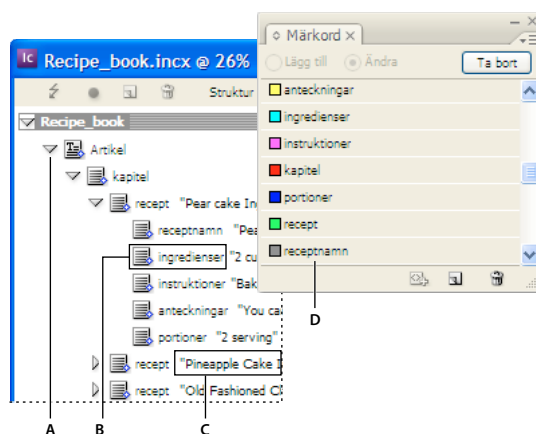 Ic Recipe_book.incx @ 26%
Struktur
Recipe_book
Artikel
kapitel
recept "Pear cake In
receptnamn "Pea
ingredienser "2 cu
instruktioner "Bak
anteckningar "You ca
portioner "2 serving"
recept "Pineapple Cake I
recept "Old Fashioned C
Märkord
Lägg till Ändra Ta bort
anteckningar
ingredienser
instruktioner
kapitel
portioner
recept
receptnamn
D
A B C